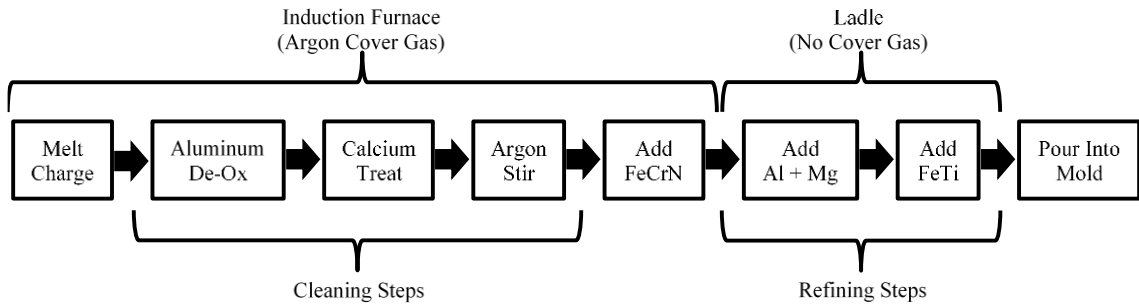 Induction Furnace
(Argon Cover Gas)
Ladle
(No Cover Gas)
Melt
Charge
Aluminum
De-Ox
Calcium
Treat
Argon
Stir
Add
FeCrN
Add
Al + Mg
Add
FeTi
Pour Into
Mold
Cleaning Steps
Refining Steps